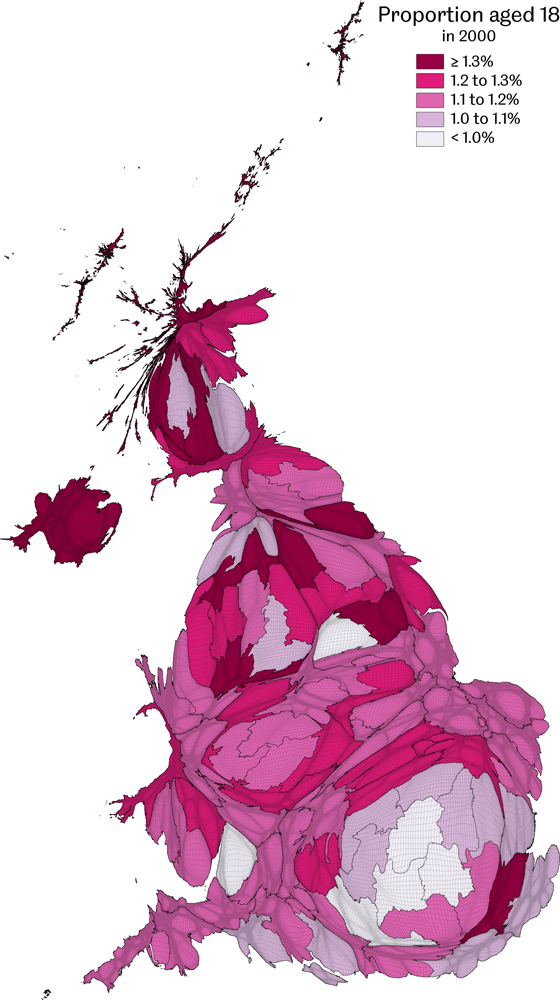 Proportion aged 18
in 2000
≥ 1.3%
1.2 to 1.3%
1.1 to 1.2%
1.0 to 1.1%
< 1.0%